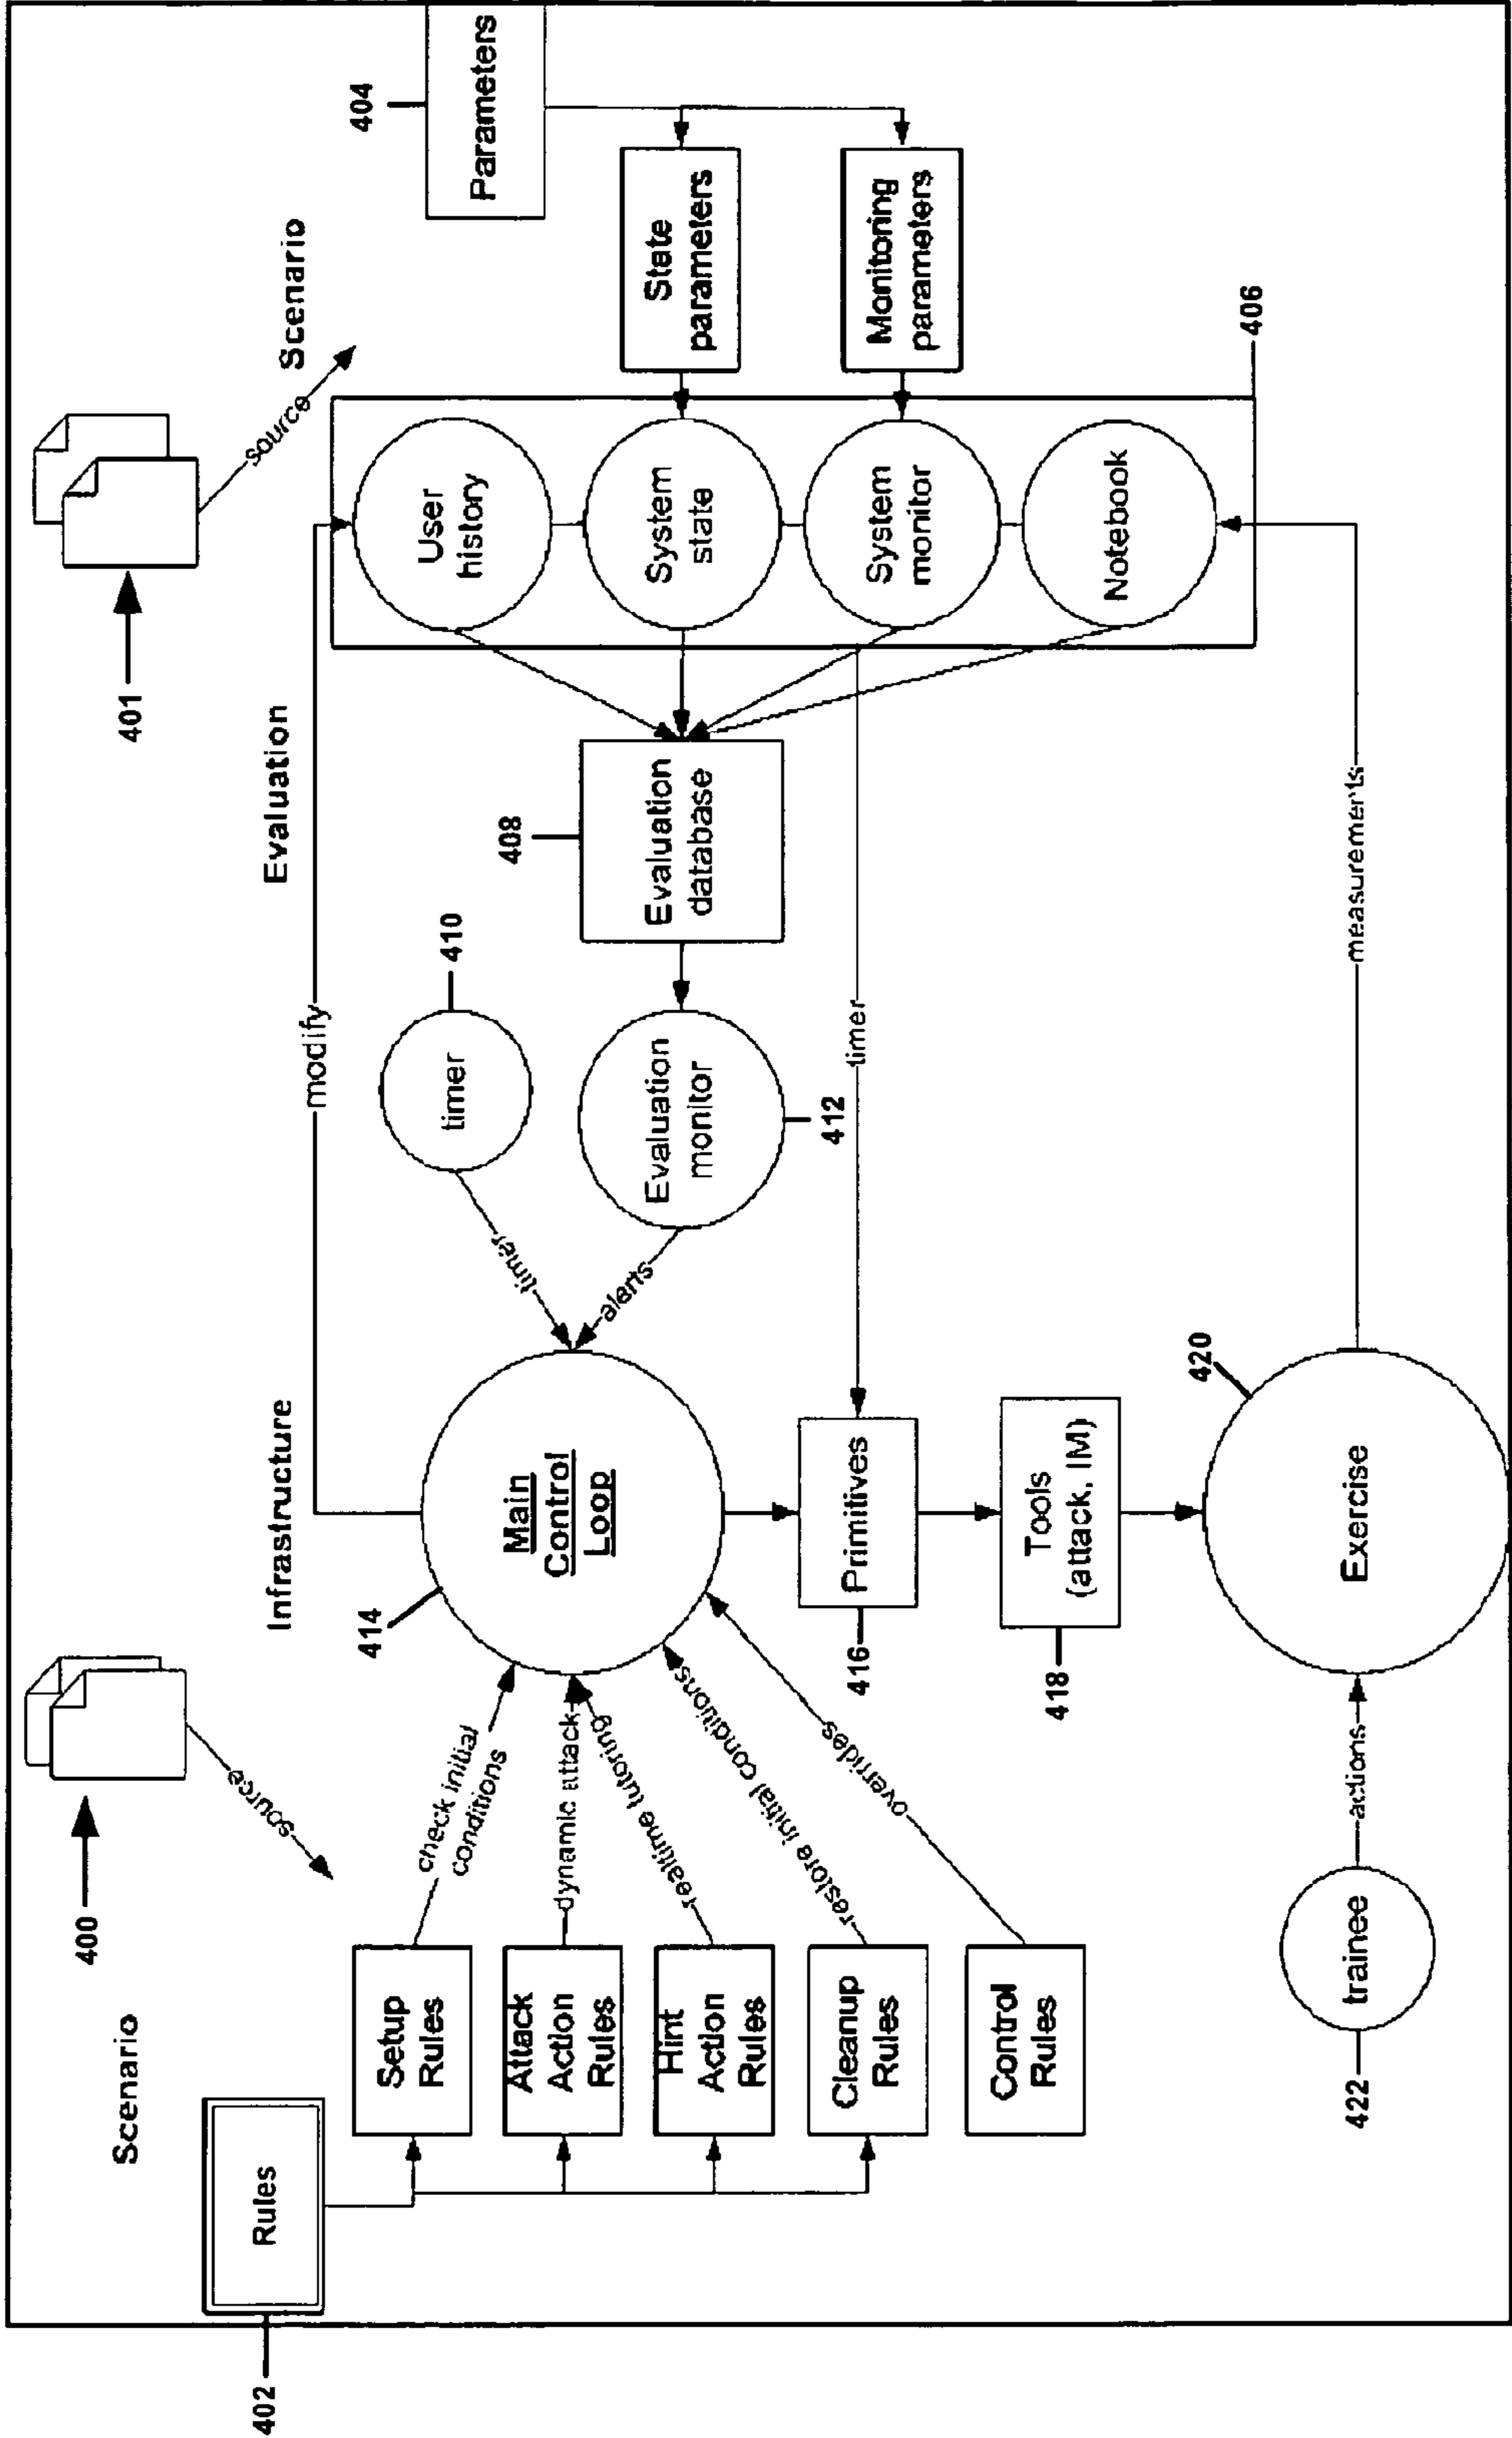 Scenario
Infrastructure
Evaluation
Scenario
400
401
402
404
source
source
Rules
Parameters
modify
Setup
Rules
Attack
Action
Rules
Hint
Action
Rules
Cleanup
Rules
Control
Rules
check initial
conditions
dynamic attack
realtime tutoring
restore initial conditions
overrides
414
Main
Control
Loop
timer
alerts
410
timer
Evaluation
monitor
412
408
Evaluation
database
User
history
System
state
System
monitor
Notebook
406
State
parameters
Monitoring
parameters
timer
416
Primitives
418
Tools
(attack, IM)
420
Exercise
422
trainee
actions
measurements